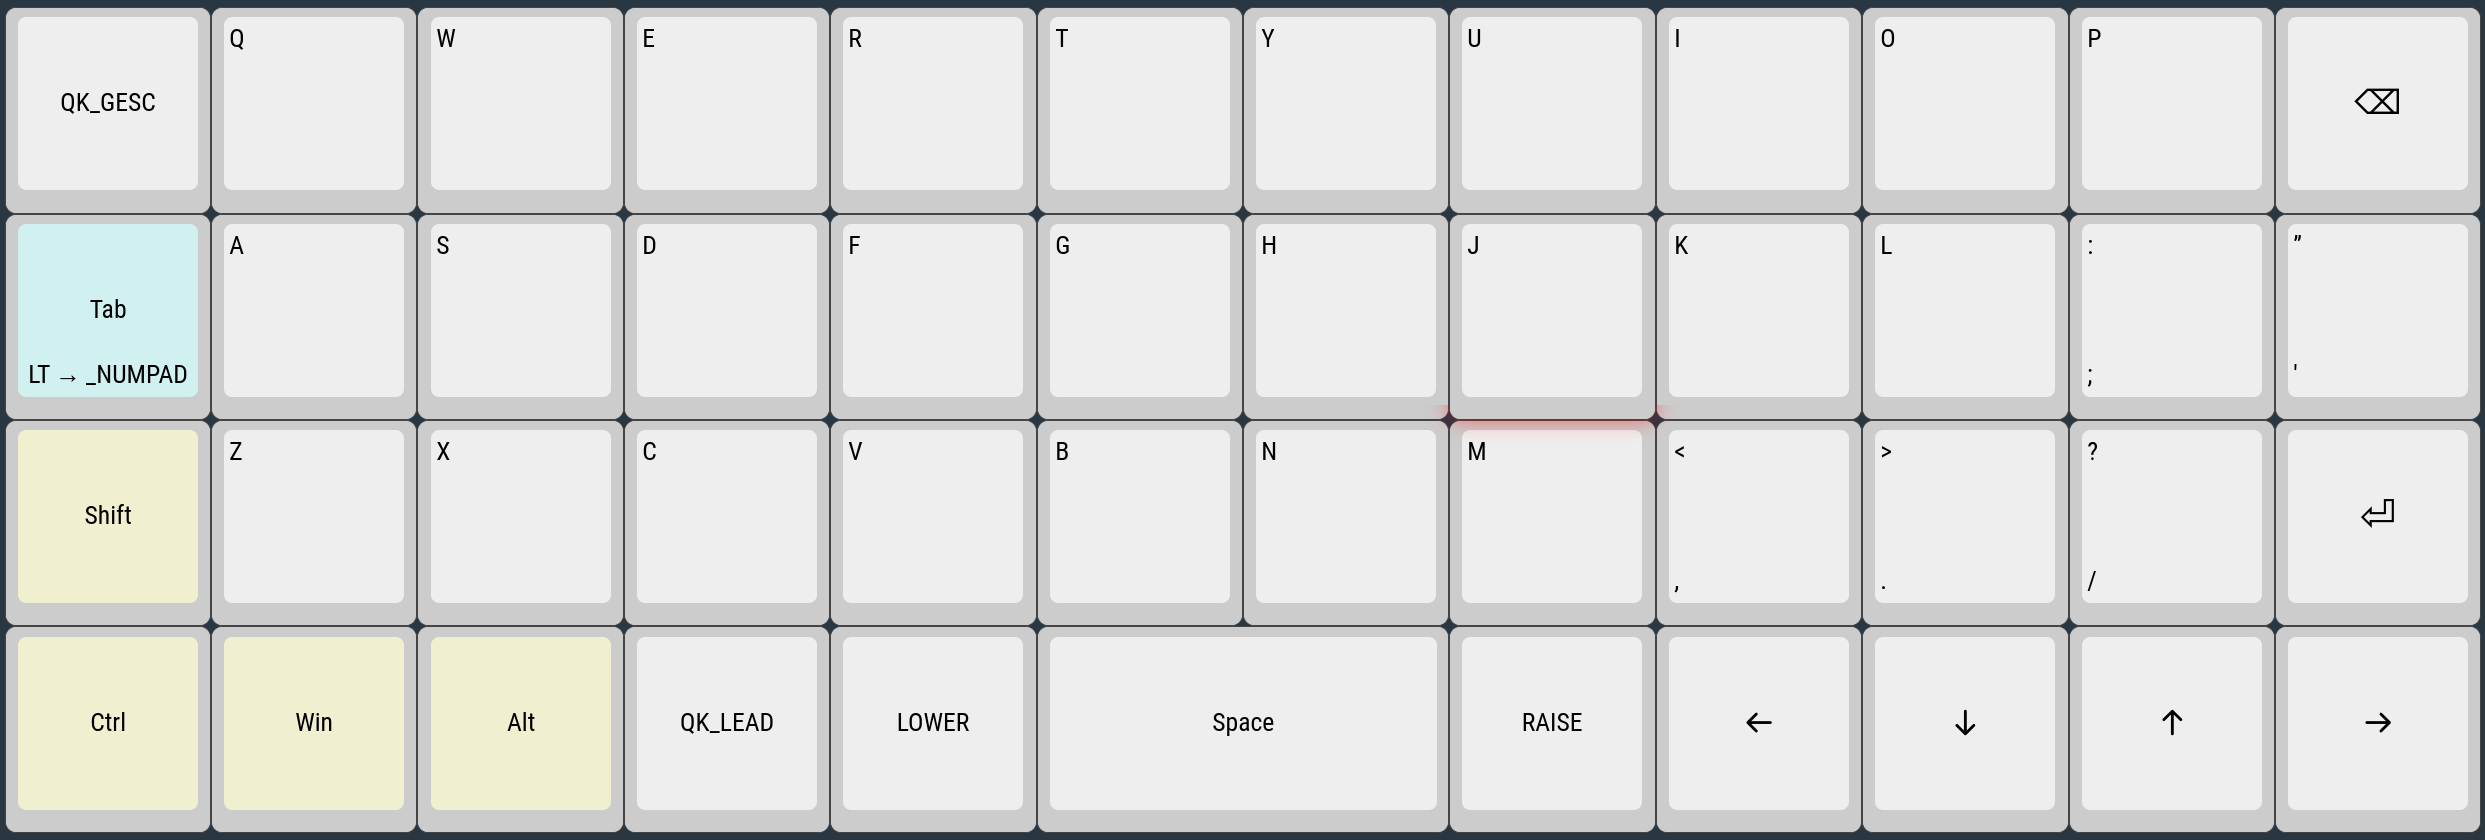 QK_GESC Q W E R T Y U I O P ⌫
Tab A S D F G H J K L : "
LT → _NUMPAD ; '
Shift Z X C V B N M < > ? ⏎
, . /
Ctrl Win Alt QK_LEAD LOWER Space RAISE ← ↓ ↑ →